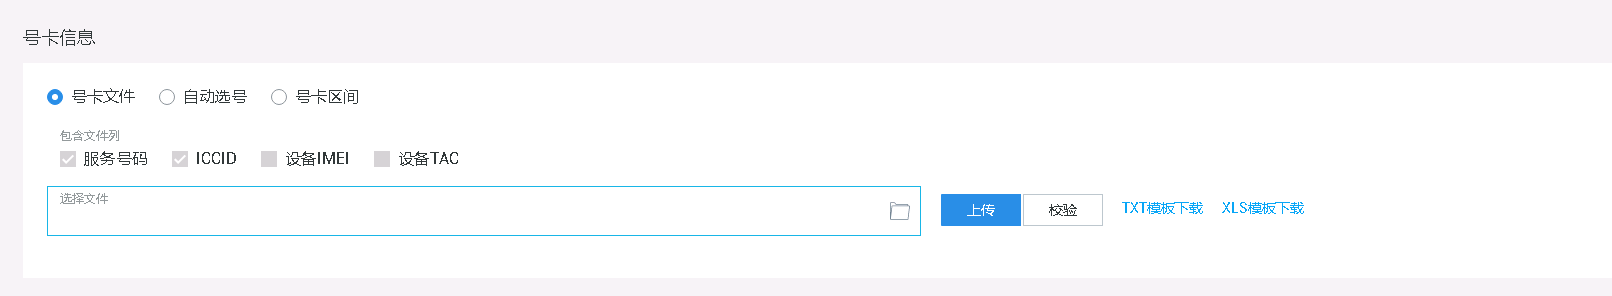 号卡信息
号卡文件 自动选号 号卡区间
包含文件列
服务号码 ICCID 设备IMEI 设备TAC
选择文件
上传 校验 TXT模板下载 XLS模板下载